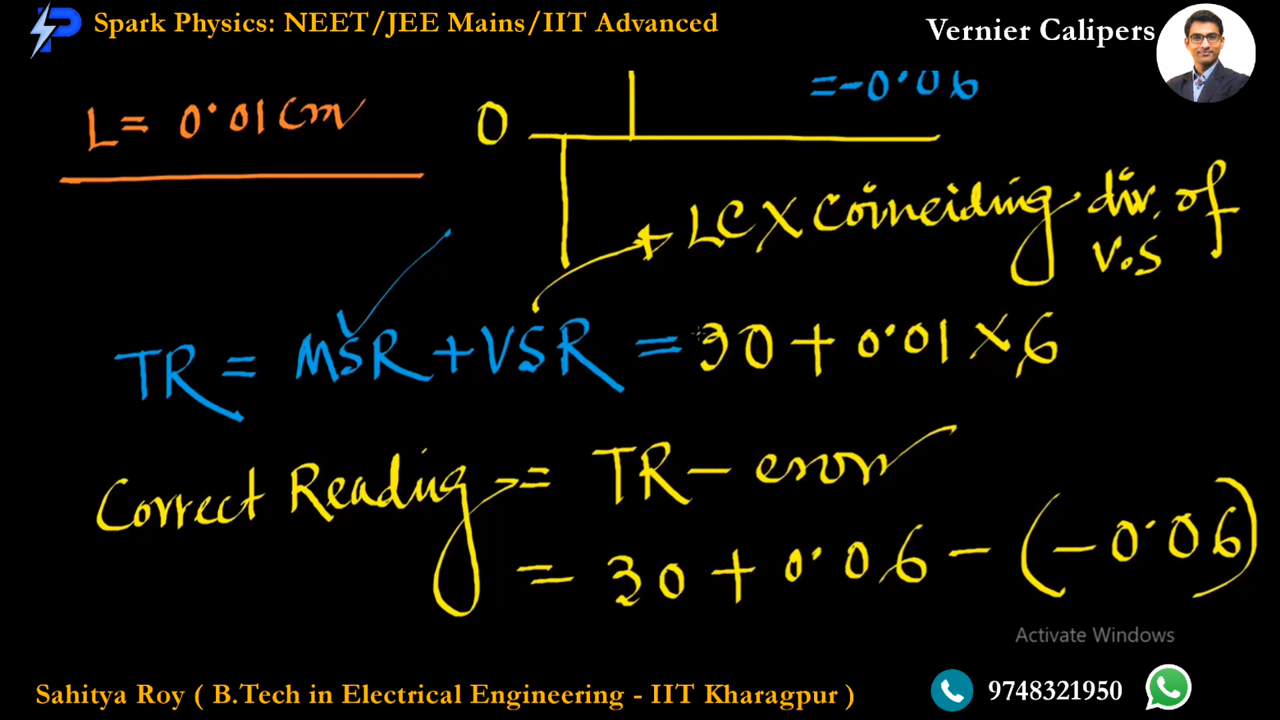 Spark Physics: NEET/JEE Mains/IIT Advanced
Vernier Calipers
=-0.06
L= 0.01cm
0
LC X Coinciding div. of
V.S
TR = MSR + VSR = 30 + 0.01 × 6
Correct Reading = TR - error
= 30 + 0.06 - (-0.06)
Activate Windows
Sahitya Roy ( B.Tech in Electrical Engineering - IIT Kharagpur )
9748321950